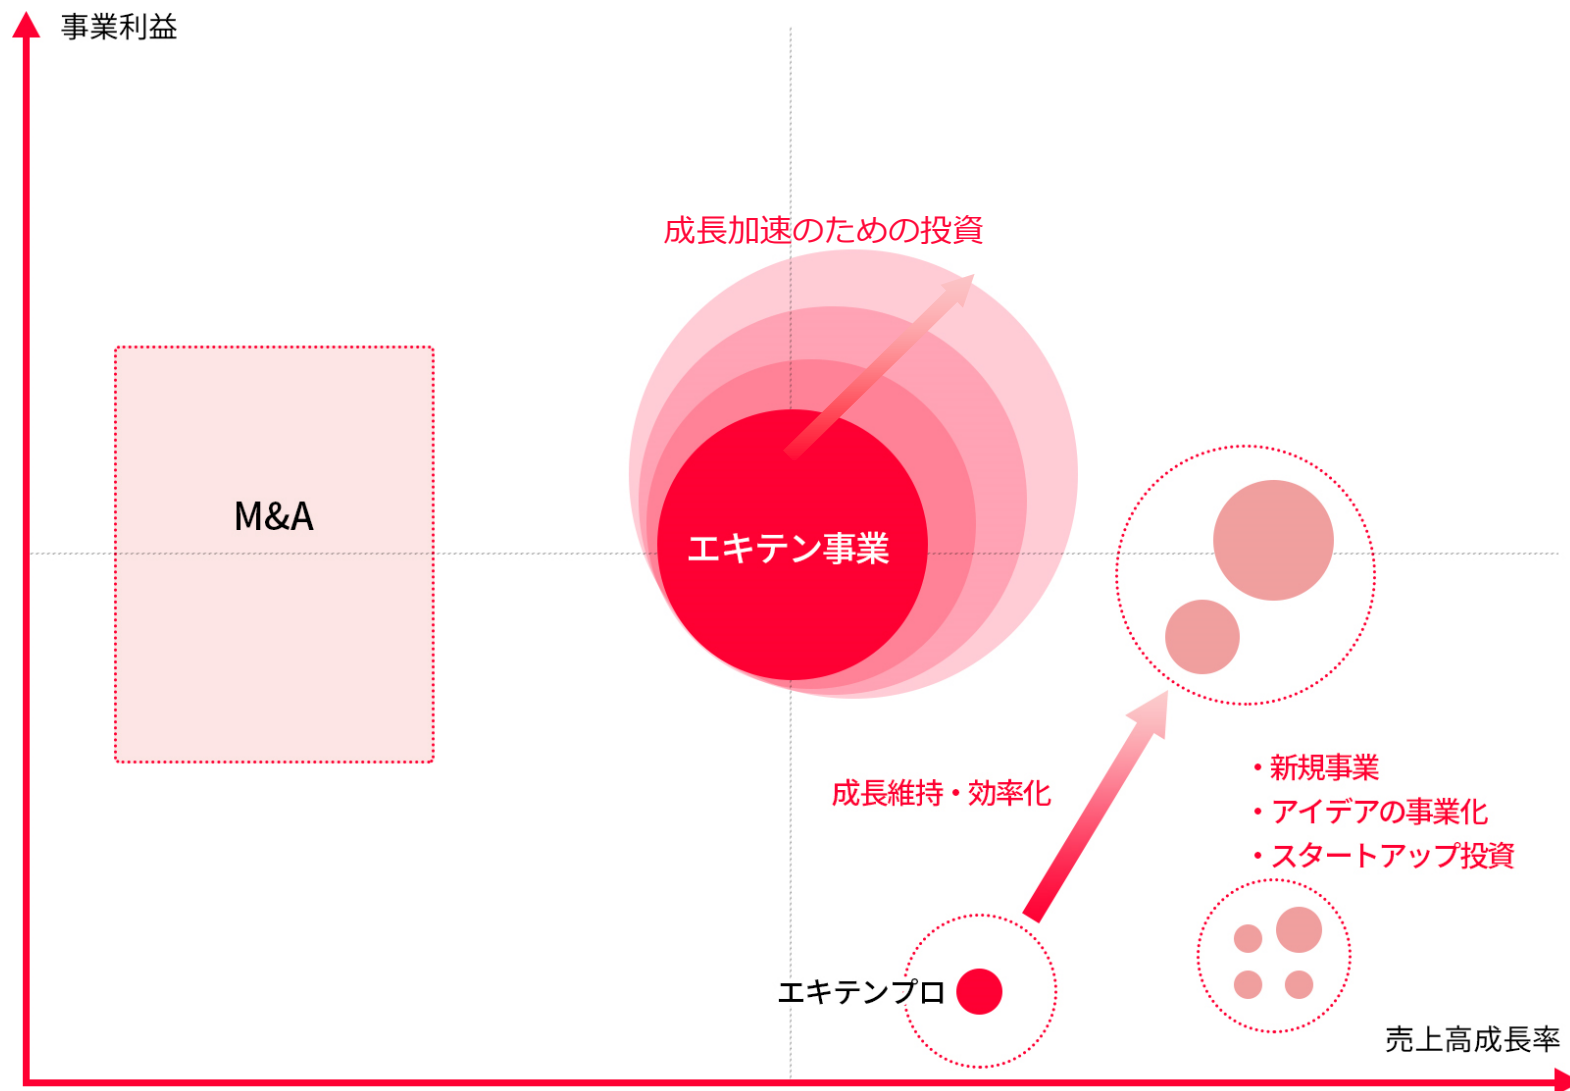 事業利益
成長加速のための投資
M&A
エキテン事業
成長維持・効率化
・新規事業
・アイデアの事業化
・スタートアップ投資
エキテンプロ
売上高成長率